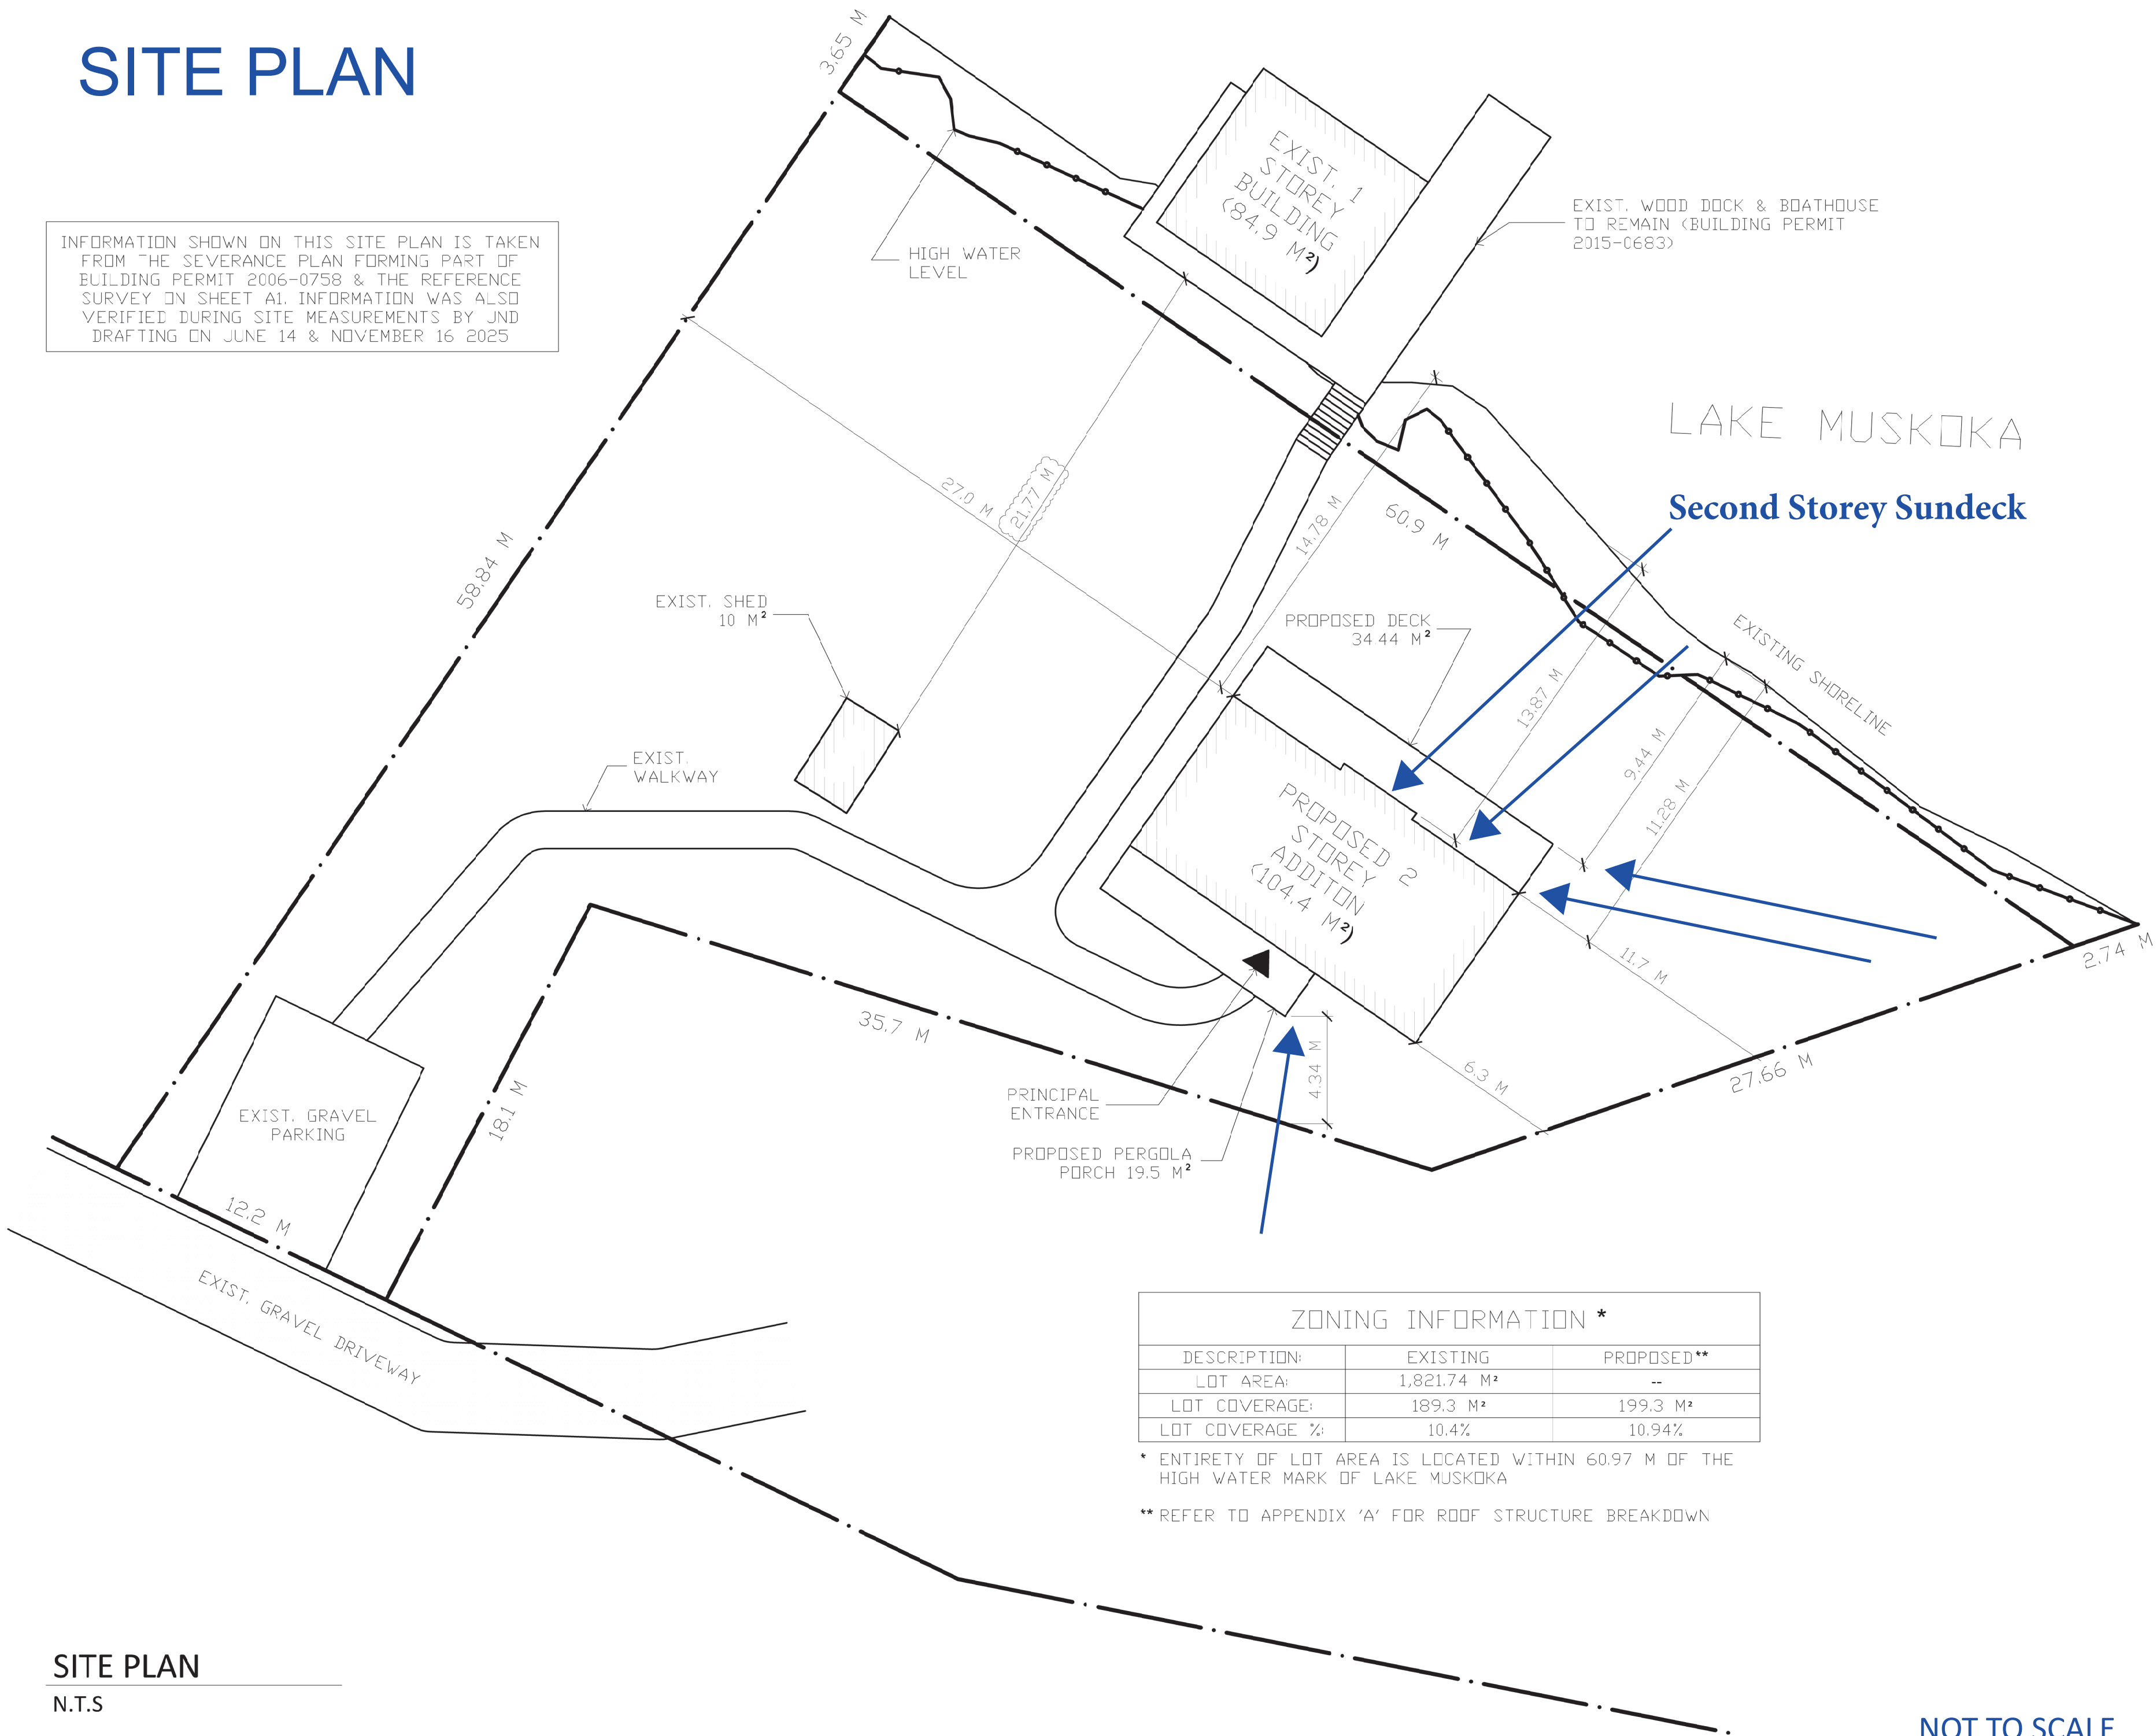 SITE PLAN
INFORMATION SHOWN ON THIS SITE PLAN IS TAKEN
FROM THE SEVERANCE PLAN FORMING PART OF
BUILDING PERMIT 2006-0758 & THE REFERENCE
SURVEY ON SHEET A1. INFORMATION WAS ALSO
VERIFIED DURING SITE MEASUREMENTS BY JND
DRAFTING ON JUNE 14 & NOVEMBER 16 2025
3.65 M
EXIST. 1
STOREY
BUILDING
(84.9 M²)
EXIST. WOOD DOCK & BOATHOUSE
TO REMAIN (BUILDING PERMIT
2015-0683)
HIGH WATER
LEVEL
LAKE MUSKOKA
Second Storey Sundeck
27.0 M
21.77 M
14.78 M
60.9 M
58.84 M
EXIST. SHED
10 M²
PROPOSED DECK
34.44 M²
EXISTING SHORELINE
13.87 M
9.44 M
11.28 M
EXIST.
WALKWAY
PROPOSED 2
STOREY
ADDITON
(104.4 M²)
11.7 M
2.74 M
35.7 M
4.34 M
6.3 M
27.66 M
18.1 M
PRINCIPAL
ENTRANCE
PROPOSED PERGOLA
PORCH 19.5 M²
EXIST. GRAVEL
PARKING
12.2 M
EXIST. GRAVEL DRIVEWAY
ZONING INFORMATION *
DESCRIPTION: EXISTING PROPOSED**
LOT AREA: 1,821.74 M² --
LOT COVERAGE: 189.3 M² 199.3 M²
LOT COVERAGE %: 10.4% 10.94%
* ENTIRETY OF LOT AREA IS LOCATED WITHIN 60.97 M OF THE
HIGH WATER MARK OF LAKE MUSKOKA
** REFER TO APPENDIX 'A' FOR ROOF STRUCTURE BREAKDOWN
SITE PLAN
N.T.S
NOT TO SCALE